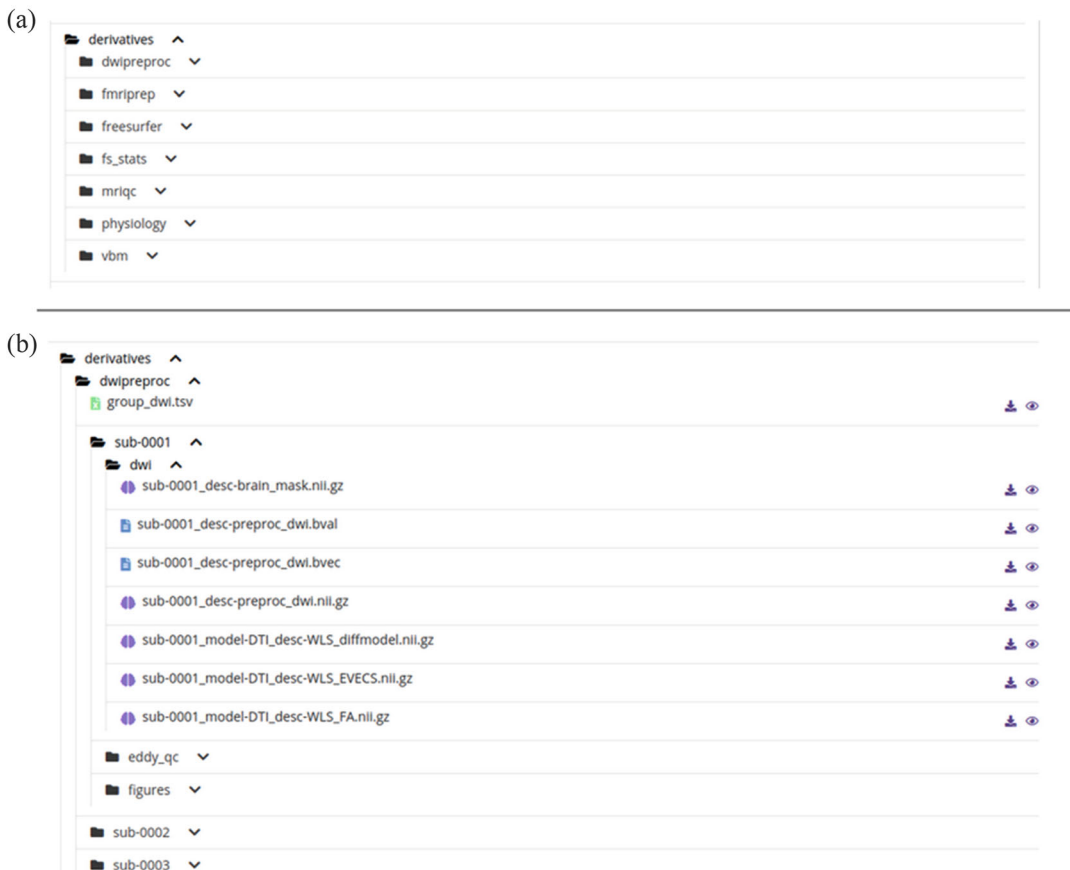 (a)
derivatives
dwipreproc
fmriprep
freesurfer
fs_stats
mriqc
physiology
vbm
(b)
derivatives
dwipreproc
group_dwi.tsv
sub-0001
dwi
sub-0001_desc-brain_mask.nii.gz
sub-0001_desc-preproc_dwi.bval
sub-0001_desc-preproc_dwi.bvec
sub-0001_desc-preproc_dwi.nii.gz
sub-0001_model-DTI_desc-WLS_diffmodel.nii.gz
sub-0001_model-DTI_desc-WLS_EVECS.nii.gz
sub-0001_model-DTI_desc-WLS_FA.nii.gz
eddy_qc
figures
sub-0002
sub-0003